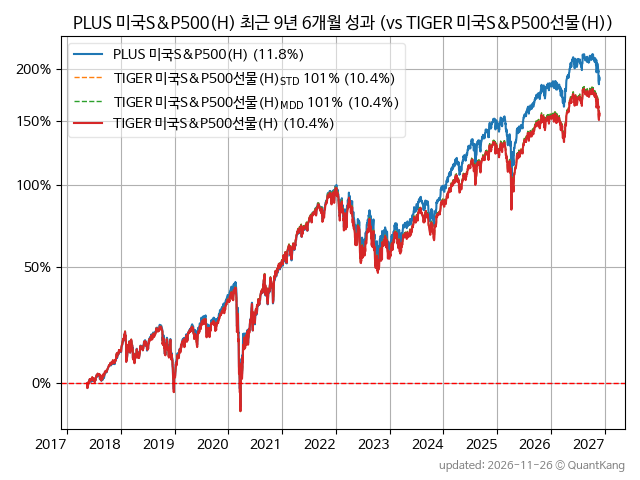 PLUS 미국S&P500(H) 최근 9년 6개월 성과 (vs TIGER 미국S&P500선물(H))
PLUS 미국S&P500(H) (11.8%)
TIGER 미국S&P500선물(H)STD 101% (10.4%)
TIGER 미국S&P500선물(H)MDD 101% (10.4%)
TIGER 미국S&P500선물(H) (10.4%)
200%
150%
100%
50%
0%
2017 2018 2019 2020 2021 2022 2023 2024 2025 2026 2027
updated: 2026-11-26 © QuantKang